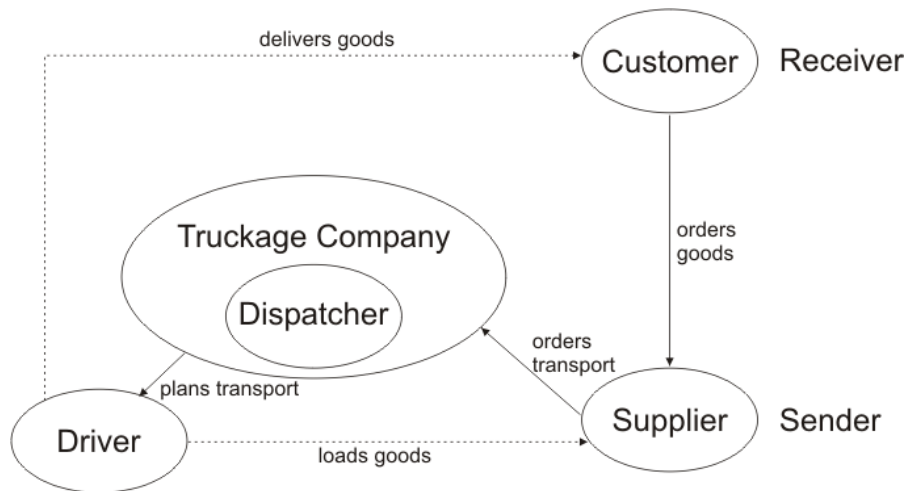 delivers goods
Customer
Receiver
Truckage Company
orders
goods
Dispatcher
orders
transport
plans transport
Supplier
Sender
Driver
loads goods